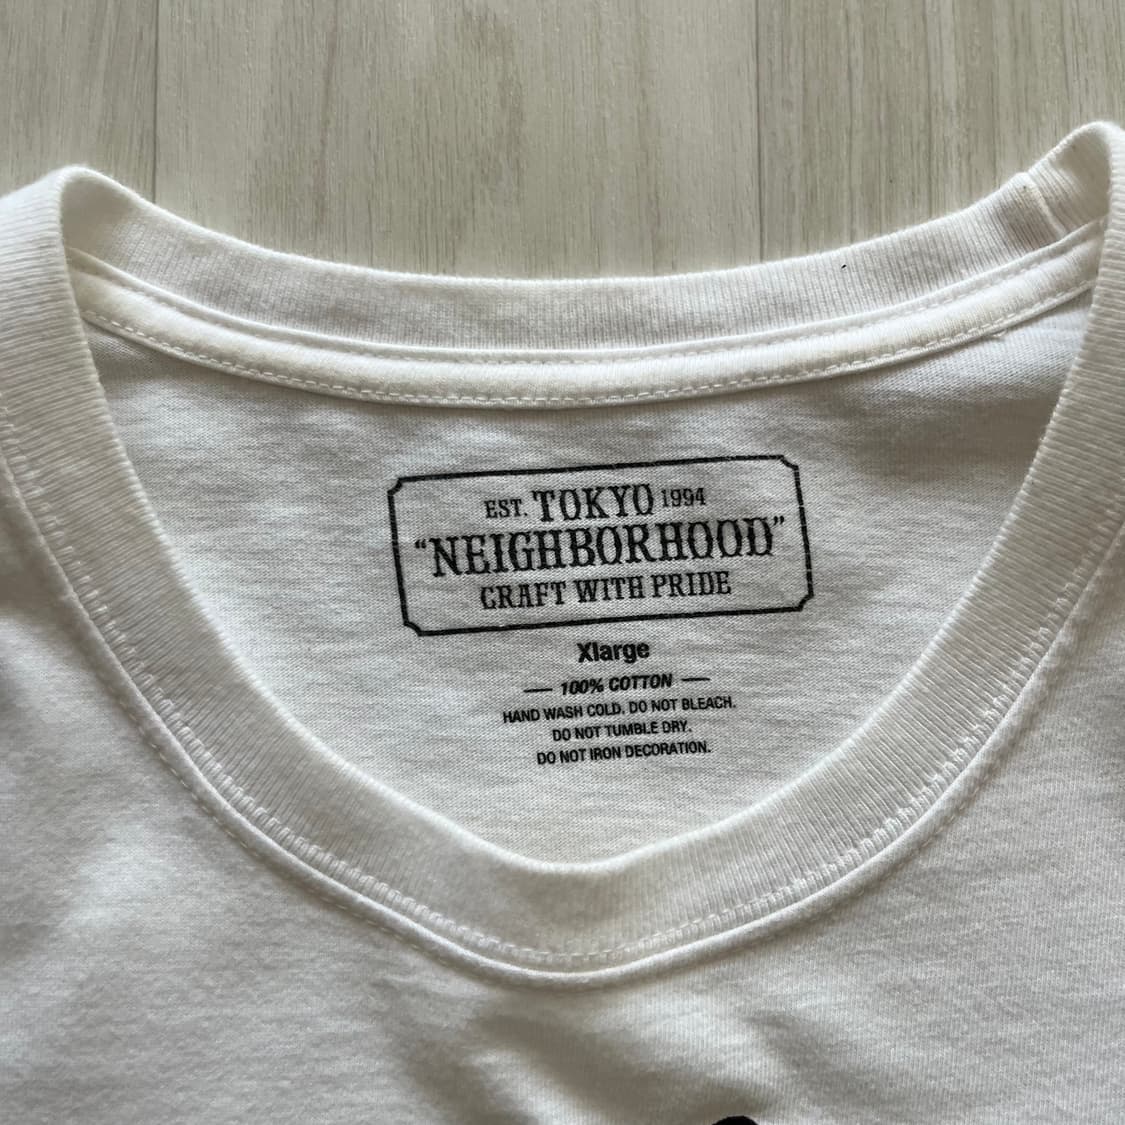 EST. TOKYO 1994
"NEIGHBORHOOD"
CRAFT WITH PRIDE
Xlarge
— 100% COTTON —
HAND WASH COLD. DO NOT BLEACH.
DO NOT TUMBLE DRY.
DO NOT IRON DECORATION.